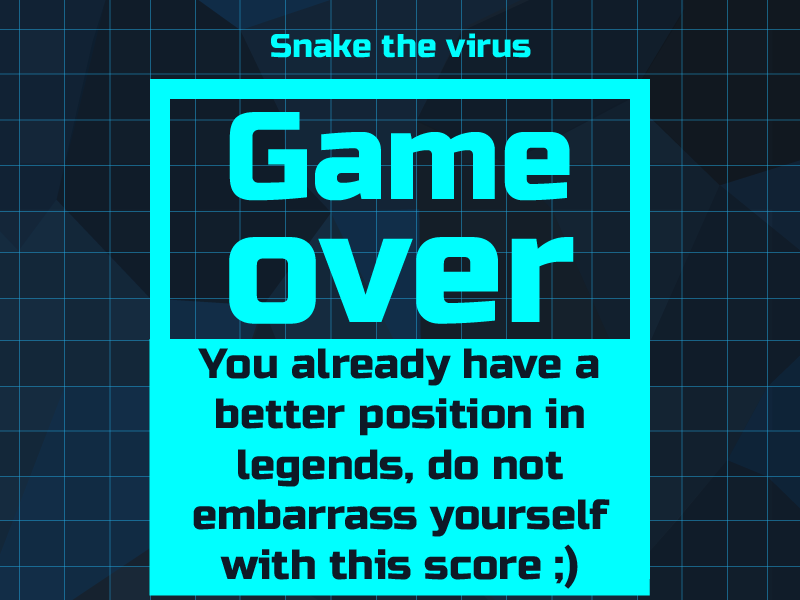 Snake the virus
Game
over
You already have a
better position in
legends, do not
embarrass yourself
with this score ;)